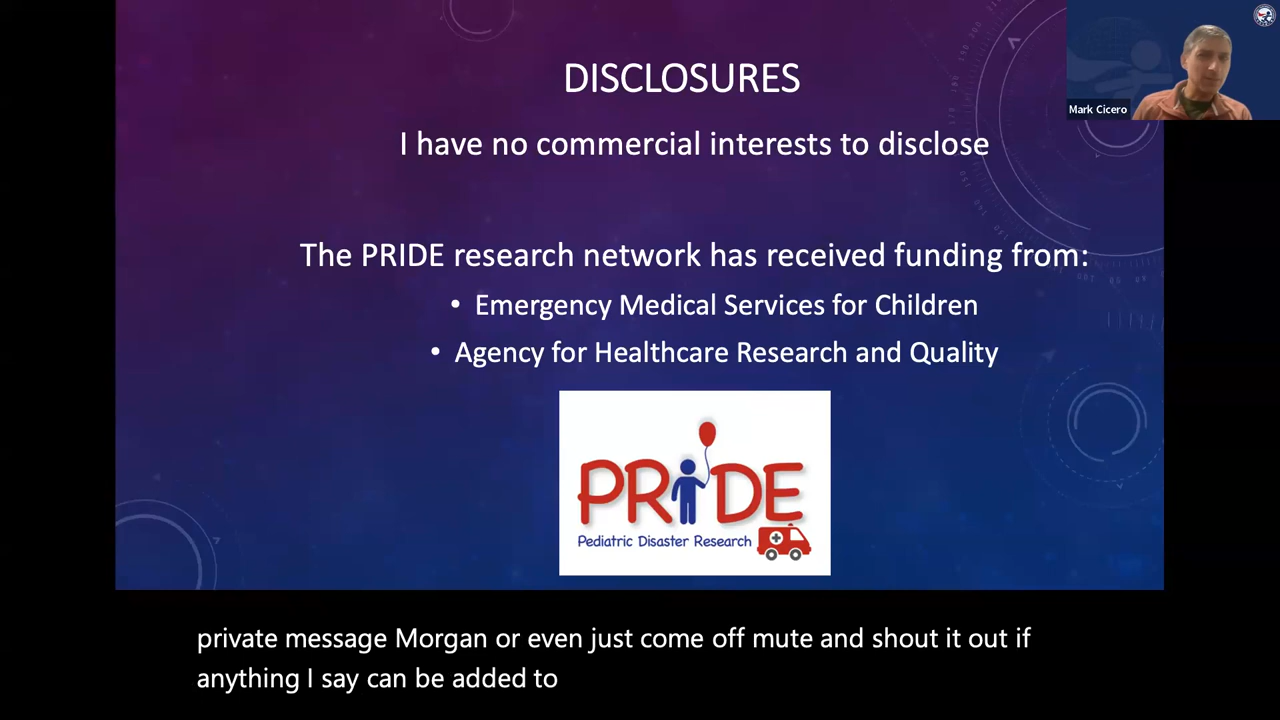 DISCLOSURES
I have no commercial interests to disclose
The PRIDE research network has received funding from:
• Emergency Medical Services for Children
• Agency for Healthcare Research and Quality
PRIDE
Pediatric Disaster Research
Mark Cicero
private message Morgan or even just come off mute and shout it out if
anything I say can be added to